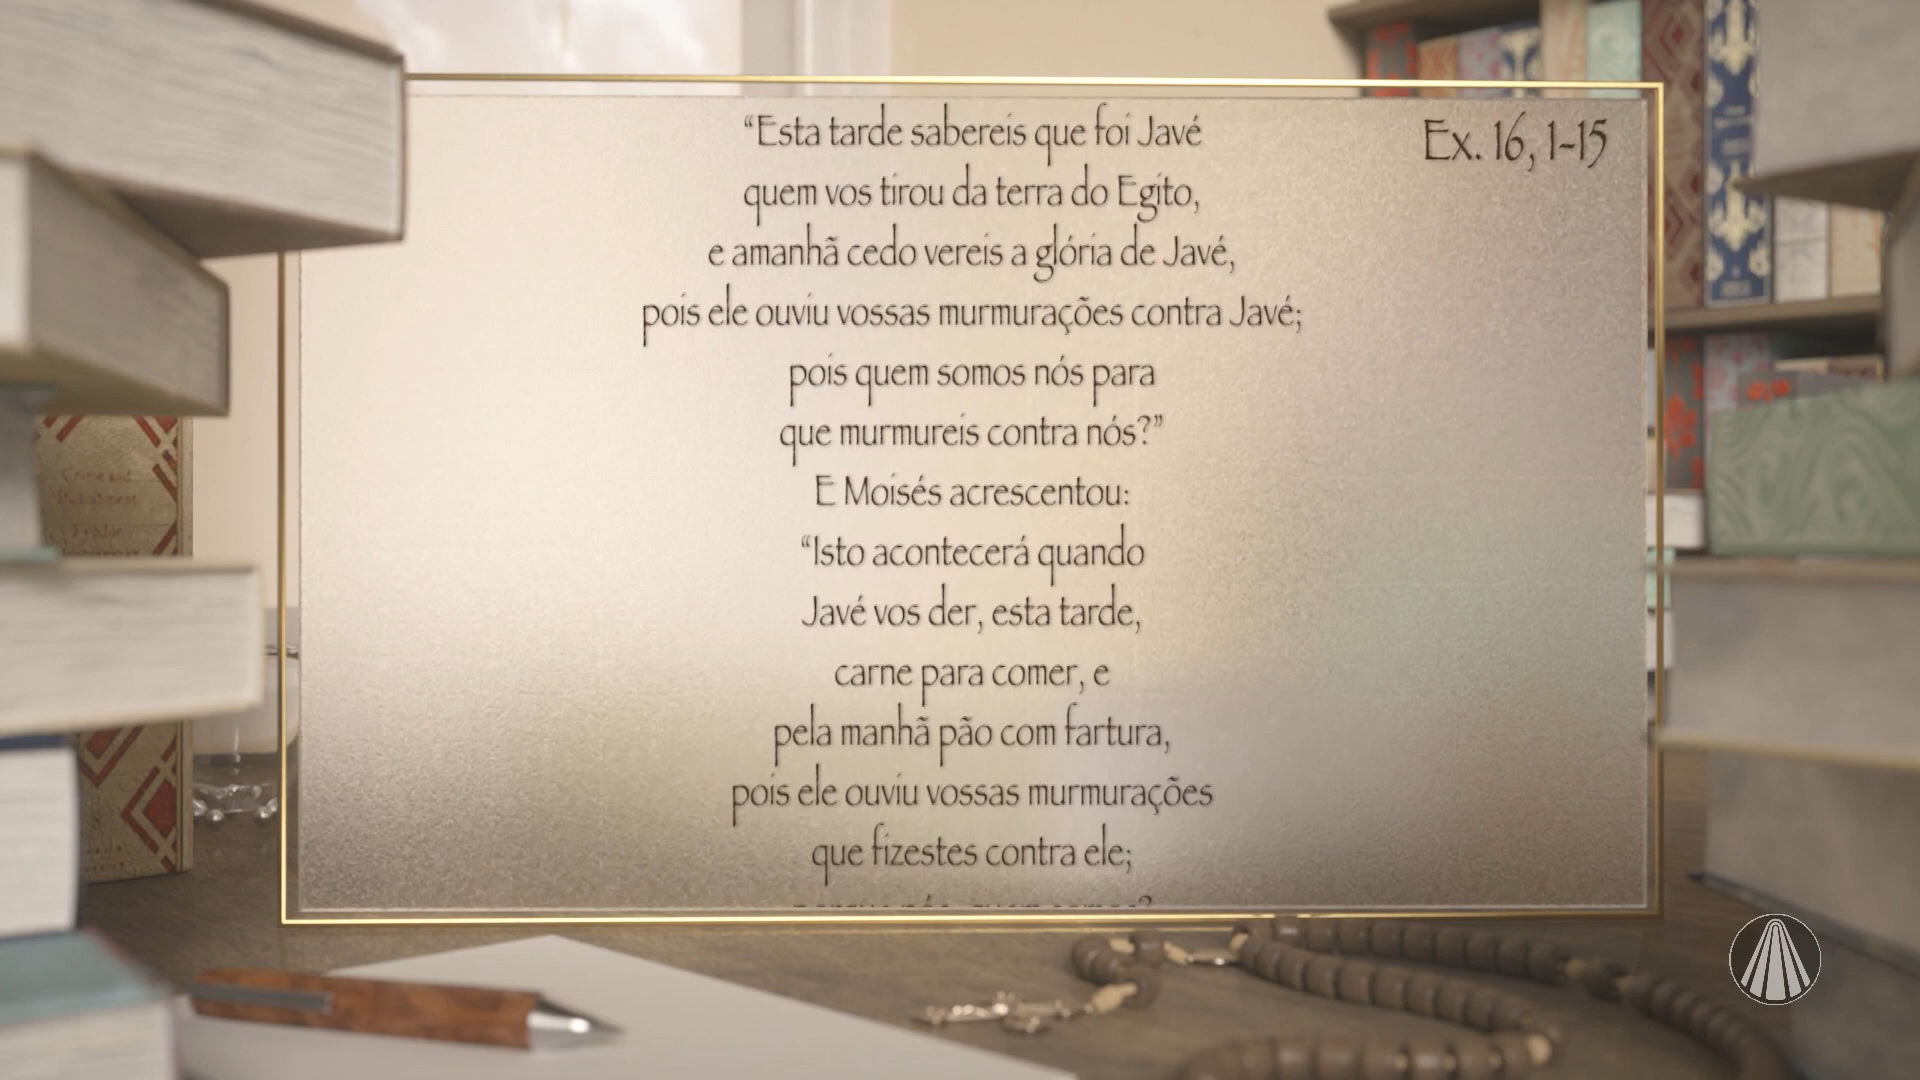 Ex. 16, 1-15
“Esta tarde sabereis que foi Javé
quem vos tirou da terra do Egito,
e amanhã cedo vereis a glória de Javé,
pois ele ouviu vossas murmurações contra Javé;
pois quem somos nós para
que murmureis contra nós?”
E Moisés acrescentou:
“Isto acontecerá quando
Javé vos der, esta tarde,
carne para comer, e
pela manhã pão com fartura,
pois ele ouviu vossas murmurações
que fizestes contra ele;
Crime and
Punishment